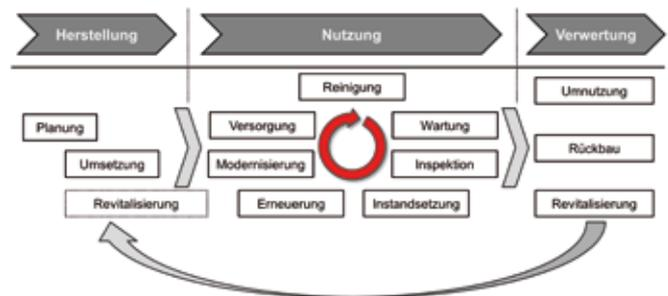 Herstellung
Nutzung
Verwertung
Reinigung
Umnutzung
Planung
Versorgung
Wartung
Umsetzung
Modernisierung
Inspektion
Rückbau
Revitalisierung
Erneuerung
Instandsetzung
Revitalisierung